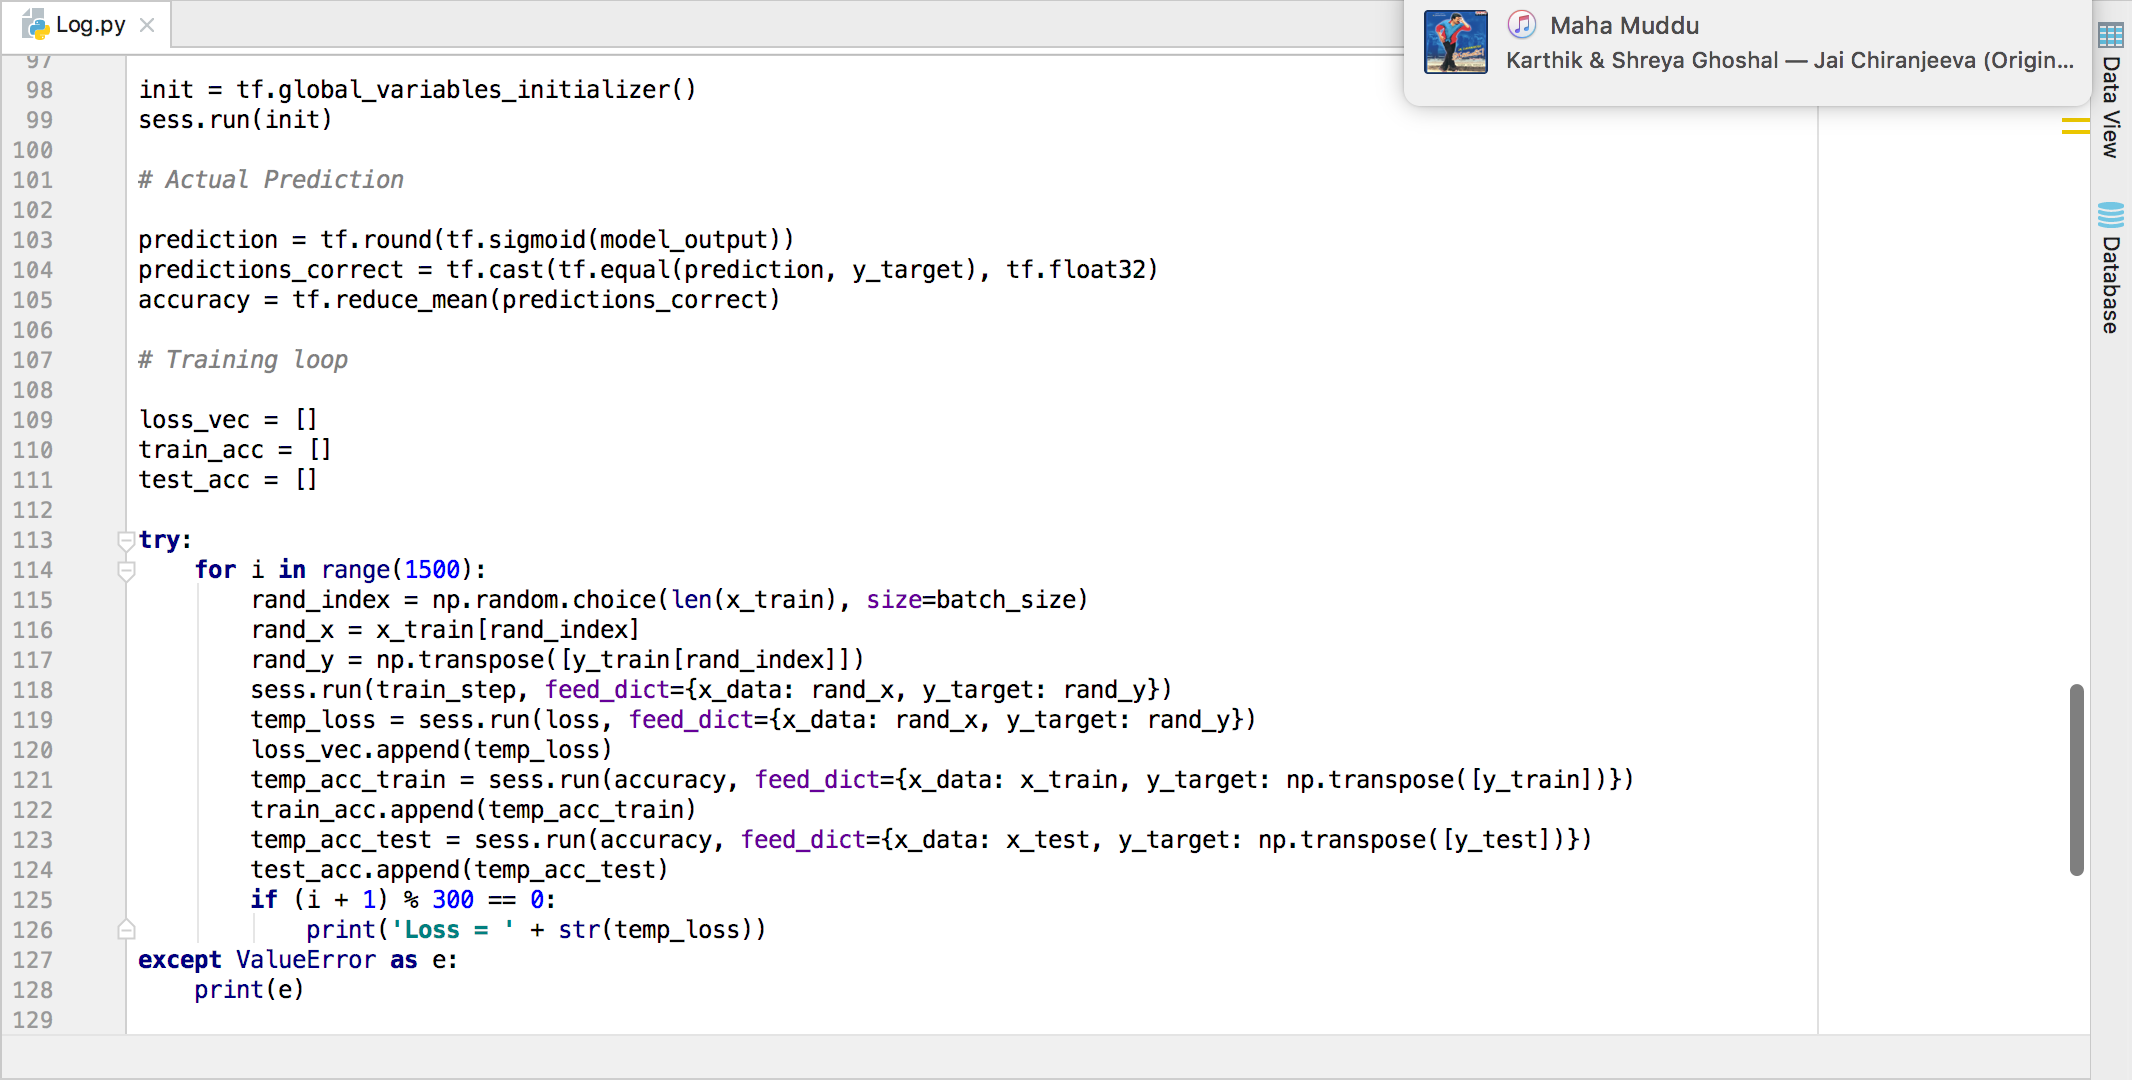 Log.py
Maha Muddu
Karthik & Shreya Ghoshal — Jai Chiranjeeva (Origin...
Data View
Database
97
98 init = tf.global_variables_initializer()
99 sess.run(init)
100
101 # Actual Prediction
102
103 prediction = tf.round(tf.sigmoid(model_output))
104 predictions_correct = tf.cast(tf.equal(prediction, y_target), tf.float32)
105 accuracy = tf.reduce_mean(predictions_correct)
106
107 # Training loop
108
109 loss_vec = []
110 train_acc = []
111 test_acc = []
112
113 try:
114     for i in range(1500):
115         rand_index = np.random.choice(len(x_train), size=batch_size)
116         rand_x = x_train[rand_index]
117         rand_y = np.transpose([y_train[rand_index]])
118         sess.run(train_step, feed_dict={x_data: rand_x, y_target: rand_y})
119         temp_loss = sess.run(loss, feed_dict={x_data: rand_x, y_target: rand_y})
120         loss_vec.append(temp_loss)
121         temp_acc_train = sess.run(accuracy, feed_dict={x_data: x_train, y_target: np.transpose([y_train])})
122         train_acc.append(temp_acc_train)
123         temp_acc_test = sess.run(accuracy, feed_dict={x_data: x_test, y_target: np.transpose([y_test])})
124         test_acc.append(temp_acc_test)
125         if (i + 1) % 300 == 0:
126             print('Loss = ' + str(temp_loss))
127 except ValueError as e:
128     print(e)
129